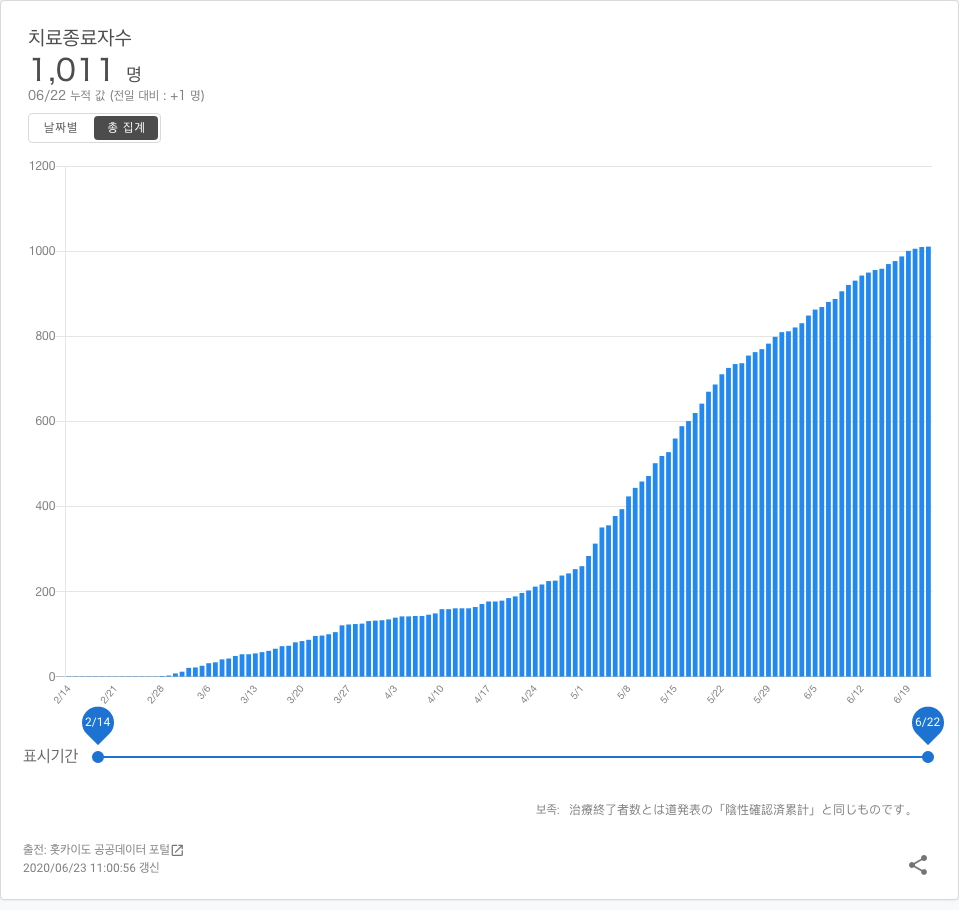 치료종료자수
1,011 명
06/22 누적 값 (전일 대비 : +1 명)
날짜별 총 집계
1200
1000
800
600
400
200
0
2/14 2/21 2/28 3/6 3/13 3/20 3/27 4/3 4/10 4/17 4/24 5/1 5/8 5/15 5/22 5/29 6/5 6/12 6/19
2/14 6/22
표시기간
보족: 治療終了者数とは道発表の「陰性確認済累計」と同じものです。
출전: 홋카이도 공공데이터 포털
2020/06/23 11:00:56 갱신